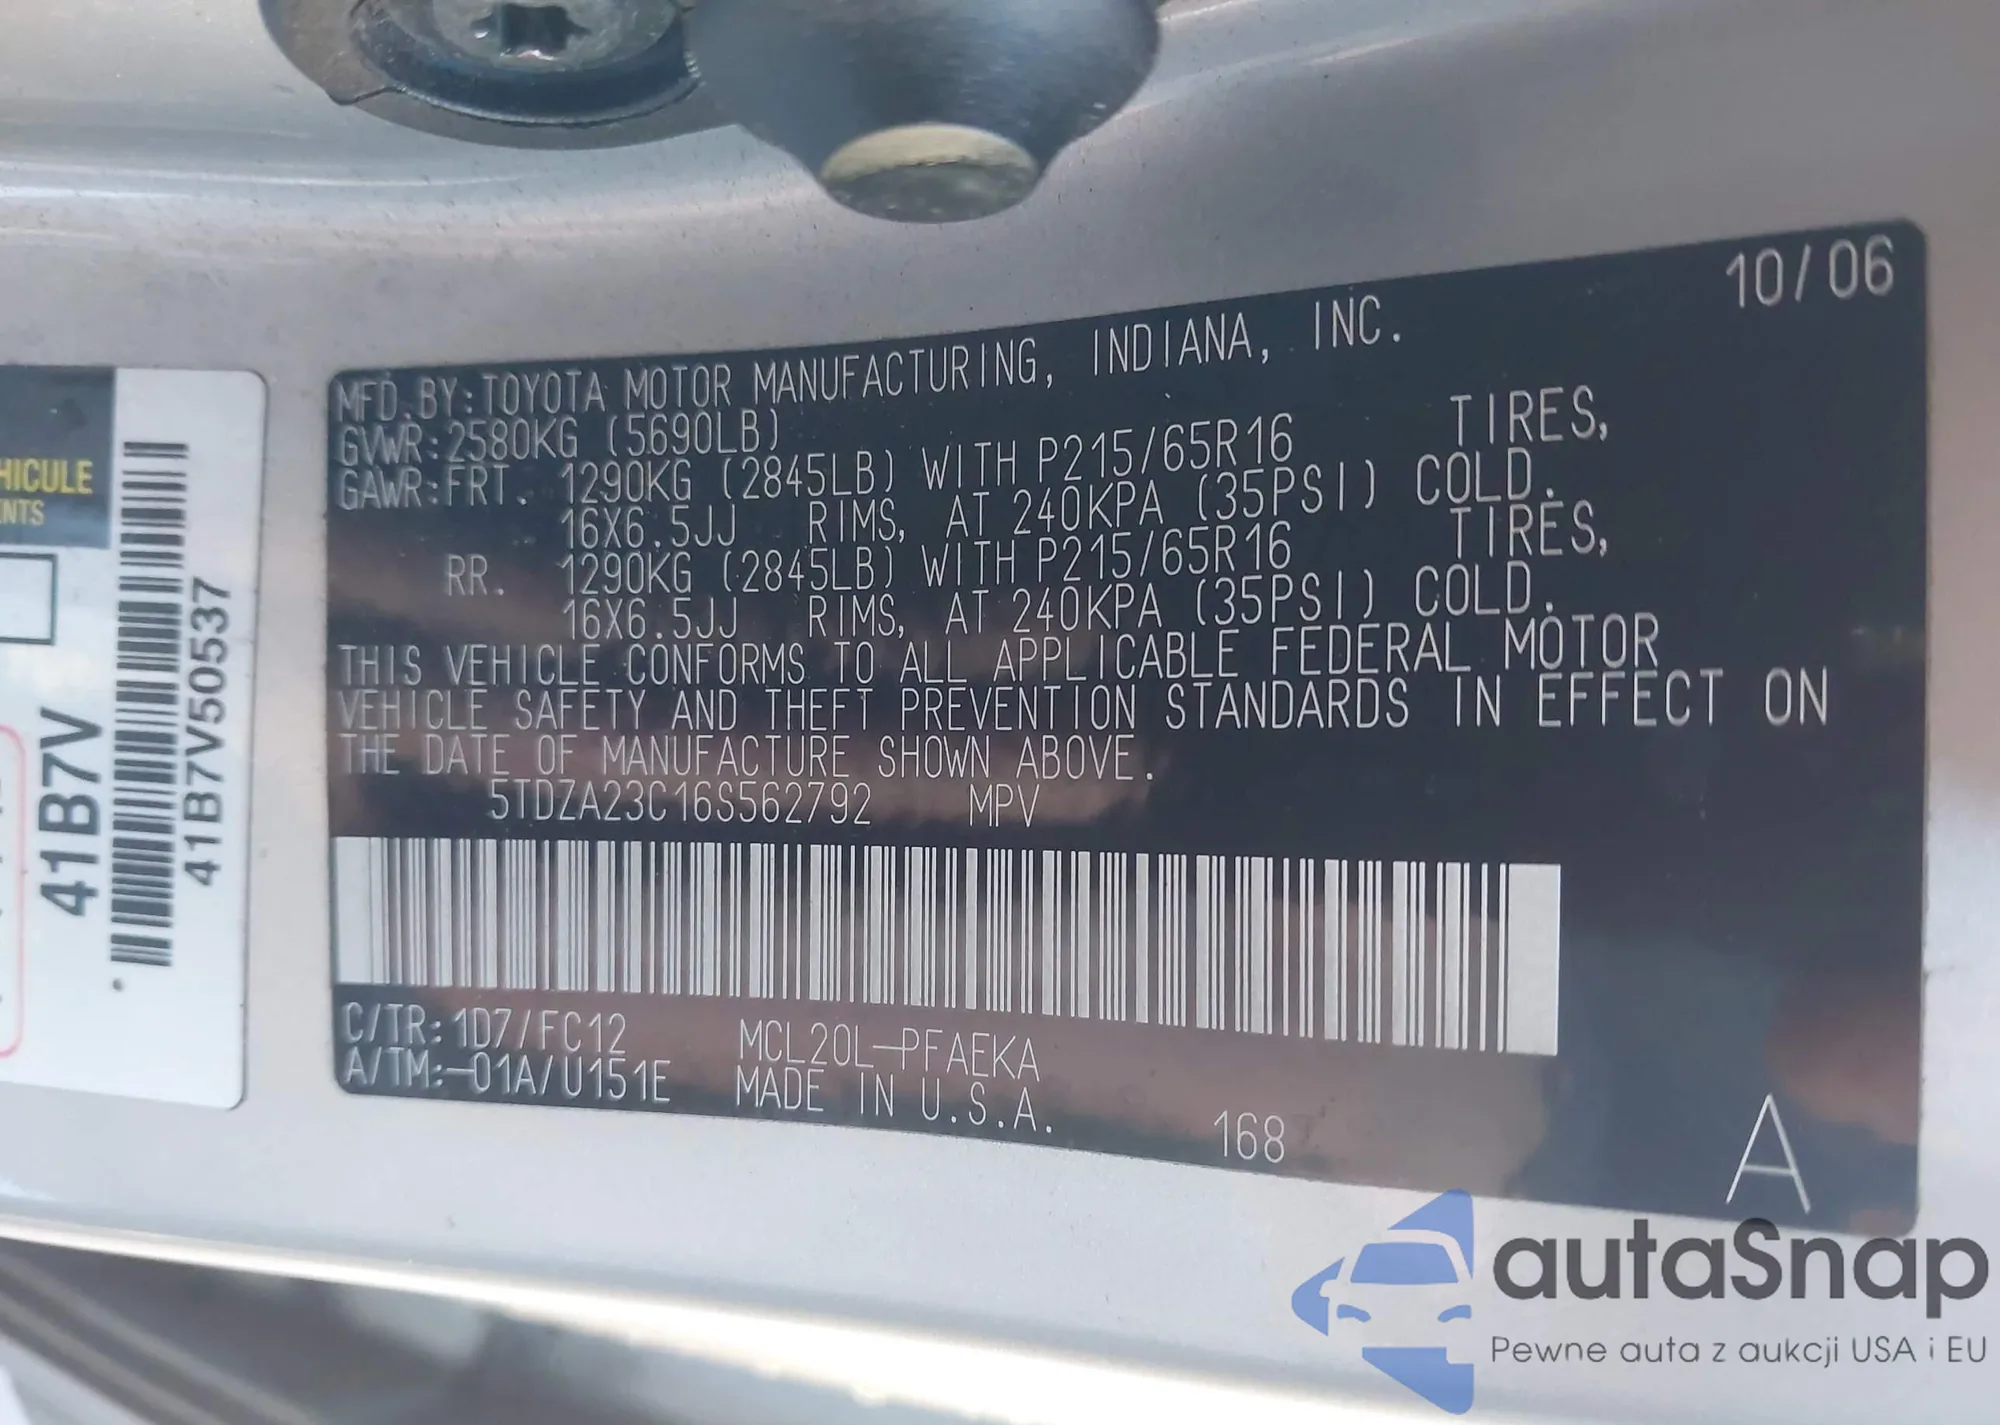 HICULE
NTS
41B7V
41B7V50537
10/06
MFD.BY:TOYOTA MOTOR MANUFACTURING, INDIANA, INC.
GVWR:2580KG (5690LB)
GAWR:FRT. 1290KG (2845LB) WITH P215/65R16 TIRES,
16X6.5JJ RIMS, AT 240KPA (35PSI) COLD.
RR. 1290KG (2845LB) WITH P215/65R16 TIRES,
16X6.5JJ RIMS, AT 240KPA (35PSI) COLD.
THIS VEHICLE CONFORMS TO ALL APPLICABLE FEDERAL MOTOR
VEHICLE SAFETY AND THEFT PREVENTION STANDARDS IN EFFECT ON
THE DATE OF MANUFACTURE SHOWN ABOVE.
5TDZA23C16S562792 MPV
C/TR:1D7/FC12 MCL20L-PFAEKA
A/TM:-01A/U151E MADE IN U.S.A.
168
A
autaSnap
Pewne auta z aukcji USA i EU